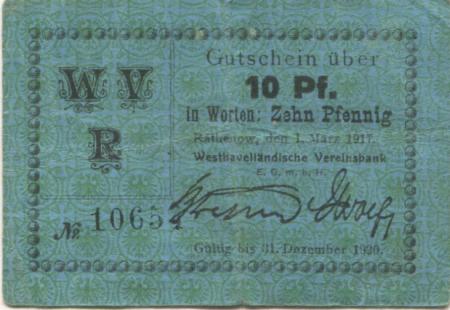 W V
R
Gutschein über
10 Pf.
in Worten: Zehn Pfennig
Rathenow, den 1. März 1917.
Westhavelländische Vereinsbank
E. G. m. b. H.
№ 10654
Gültig bis 31. Dezember 1920.